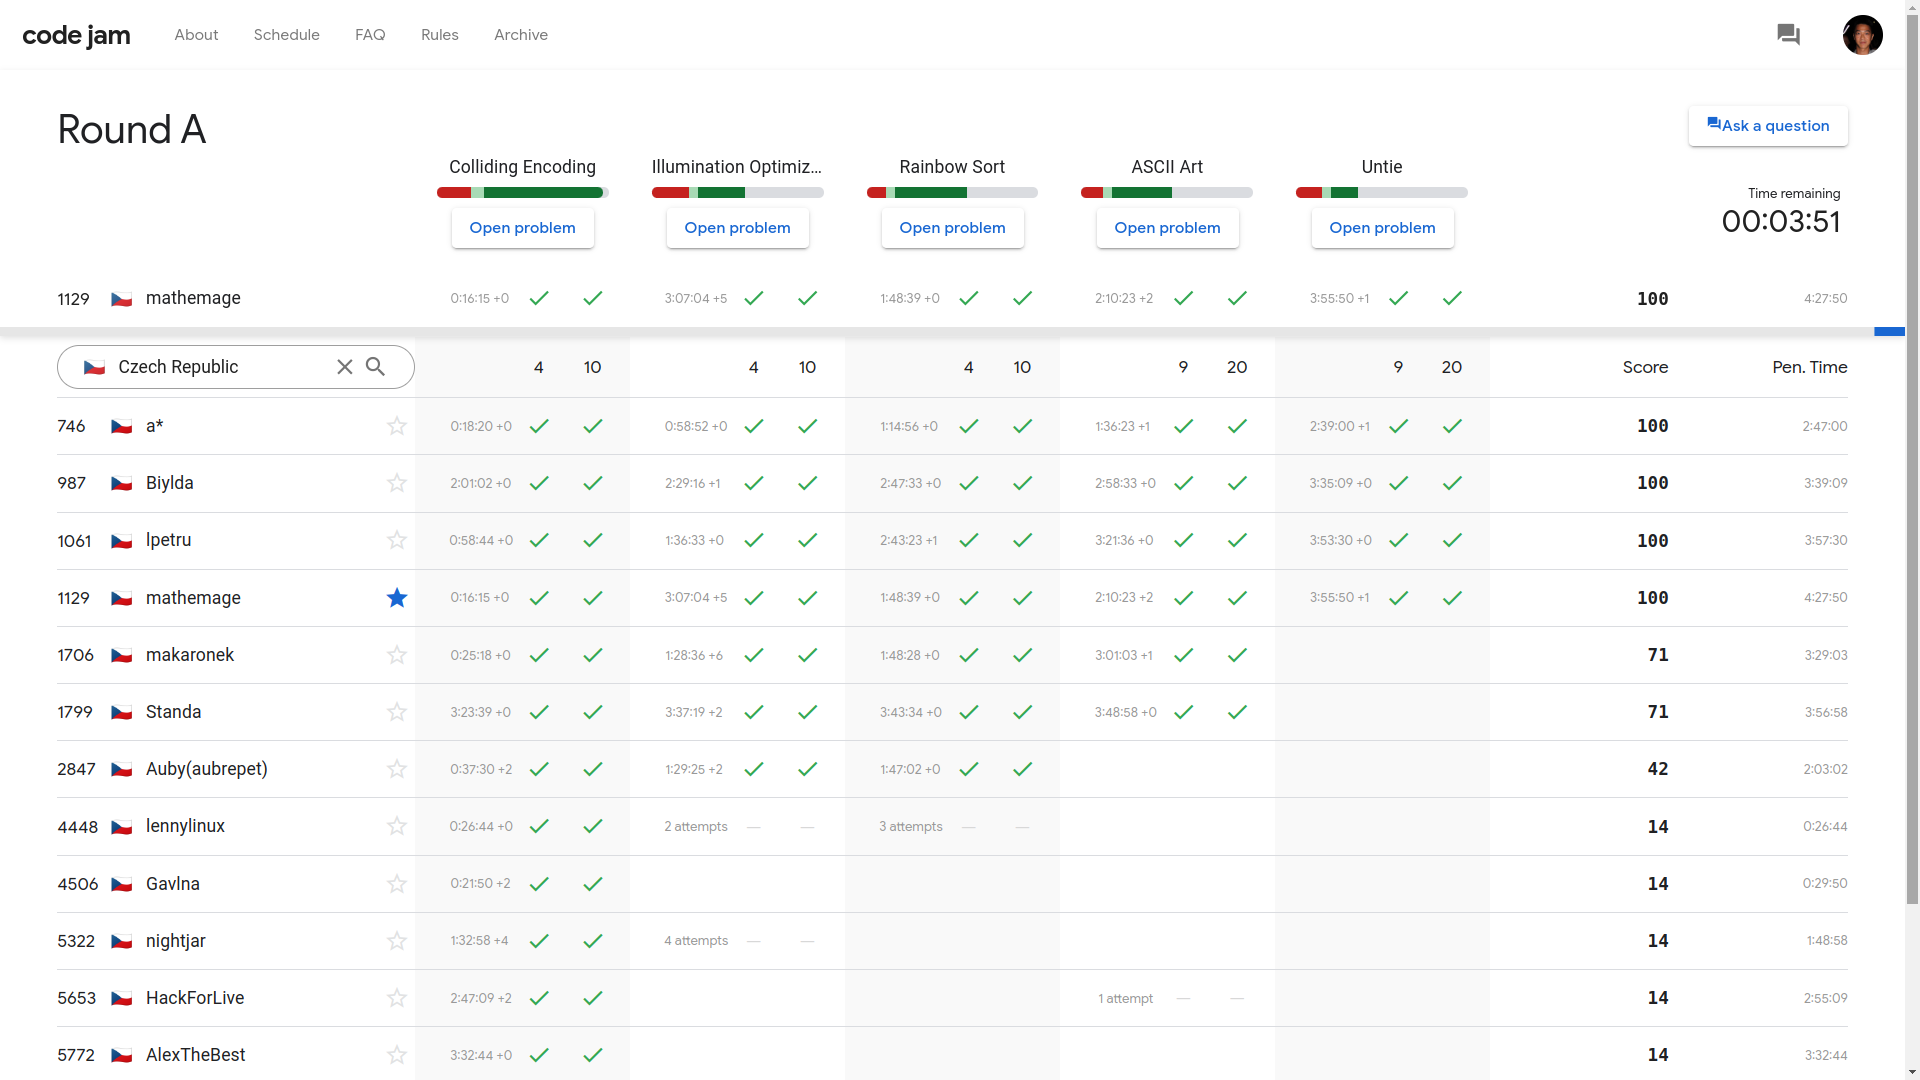 code jam About Schedule FAQ Rules Archive
Round A
Ask a question
Colliding Encoding Illumination Optimiz... Rainbow Sort ASCII Art Untie
Time remaining
00:03:51
Open problem Open problem Open problem Open problem Open problem
1129 mathemage 0:16:15 +0 3:07:04 +5 1:48:39 +0 2:10:23 +2 3:55:50 +1 100 4:27:50
Czech Republic 4 10 4 10 4 10 9 20 9 20 Score Pen. Time
746 a* 0:18:20 +0 0:58:52 +0 1:14:56 +0 1:36:23 +1 2:39:00 +1 100 2:47:00
987 Biylda 2:01:02 +0 2:29:16 +1 2:47:33 +0 2:58:33 +0 3:35:09 +0 100 3:39:09
1061 lpetru 0:58:44 +0 1:36:33 +0 2:43:23 +1 3:21:36 +0 3:53:30 +0 100 3:57:30
1129 mathemage 0:16:15 +0 3:07:04 +5 1:48:39 +0 2:10:23 +2 3:55:50 +1 100 4:27:50
1706 makaronek 0:25:18 +0 1:28:36 +6 1:48:28 +0 3:01:03 +1 71 3:29:03
1799 Standa 3:23:39 +0 3:37:19 +2 3:43:34 +0 3:48:58 +0 71 3:56:58
2847 Auby(aubrepet) 0:37:30 +2 1:29:25 +2 1:47:02 +0 42 2:03:02
4448 lennylinux 0:26:44 +0 2 attempts — — 3 attempts — — 14 0:26:44
4506 Gavlna 0:21:50 +2 14 0:29:50
5322 nightjar 1:32:58 +4 4 attempts — — 14 1:48:58
5653 HackForLive 2:47:09 +2 1 attempt — — 14 2:55:09
5772 AlexTheBest 3:32:44 +0 14 3:32:44